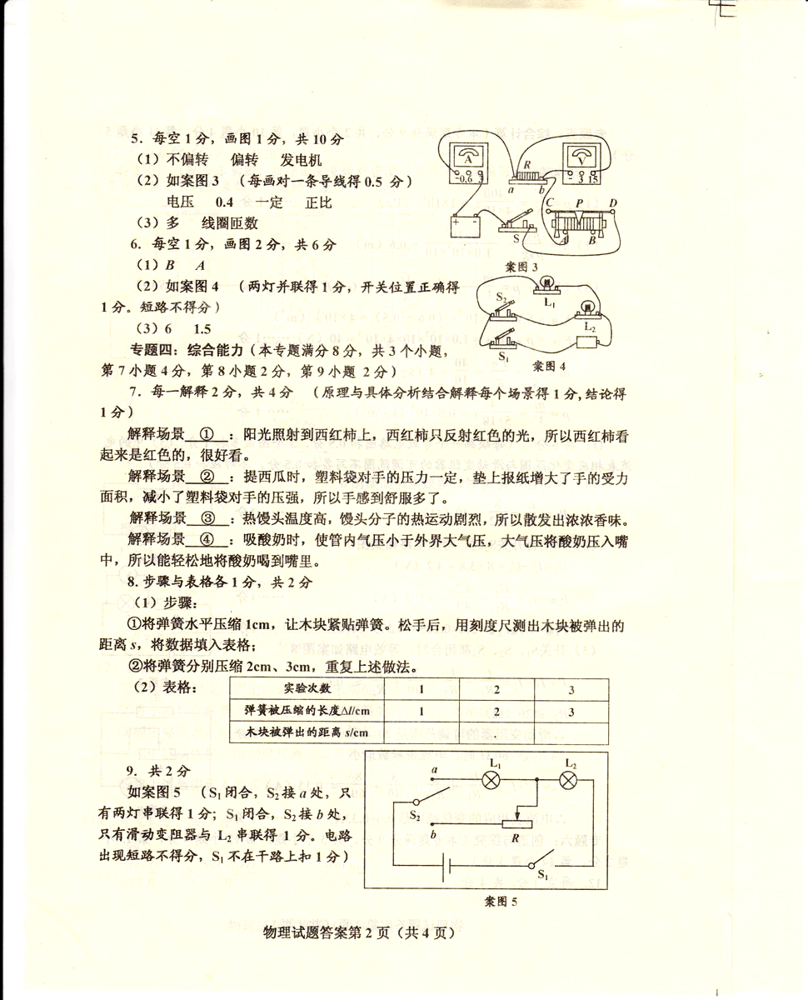 5．每空1分，画图1分，共10分
（1）不偏转 偏转 发电机
（2）如案图3 （每画对一条导线得0.5 分）
电压 0.4 一定 正比
（3）多 线圈匝数
A
V
-0.6 3
- 3 15
R
a b
C P D
+ -
S
A B
案图3
6．每空1分，画图2分，共6分
（1）B A
（2）如案图4 （两灯并联得1分，开关位置正确得
1分。短路不得分）
（3）6 1.5
S₂
L₁
L₂
S₁
案图4
专题四：综合能力（本专题满分8分，共3个小题，
第7小题4分，第8小题2分，第9小题 2分）
7．每一解释2分，共4分 （原理与具体分析结合解释每个场景得1分,结论得
1分）
解释场景 ① ：阳光照射到西红柿上，西红柿只反射红色的光，所以西红柿看
起来是红色的，很好看。
解释场景 ② ：提西瓜时，塑料袋对手的压力一定，垫上报纸增大了手的受力
面积，减小了塑料袋对手的压强，所以手感到舒服多了。
解释场景 ③ ：热馒头温度高，馒头分子的热运动剧烈，所以散发出浓浓香味。
解释场景 ④ ：吸酸奶时，使管内气压小于外界大气压，大气压将酸奶压入嘴
中，所以能轻松地将酸奶喝到嘴里。
8. 步骤与表格各1分，共2分
（1）步骤：
①将弹簧水平压缩1cm，让木块紧贴弹簧。松手后，用刻度尺测出木块被弹出的
距离s，将数据填入表格；
②将弹簧分别压缩2cm、3cm，重复上述做法。
（2）表格：
实验次数 1 2 3
弹簧被压缩的长度Δl/cm 1 2 3
木块被弹出的距离 s/cm
9．共2分
如案图5 （S₁闭合，S₂接a处，只
有两灯串联得1分；S₁闭合，S₂接b处，
只有滑动变阻器与 L₂ 串联得 1 分。电路
出现短路不得分，S₁不在干路上扣1分）
a L₁ L₂
S₂
b R
S₁
案图5
物理试题答案第2页（共4页）